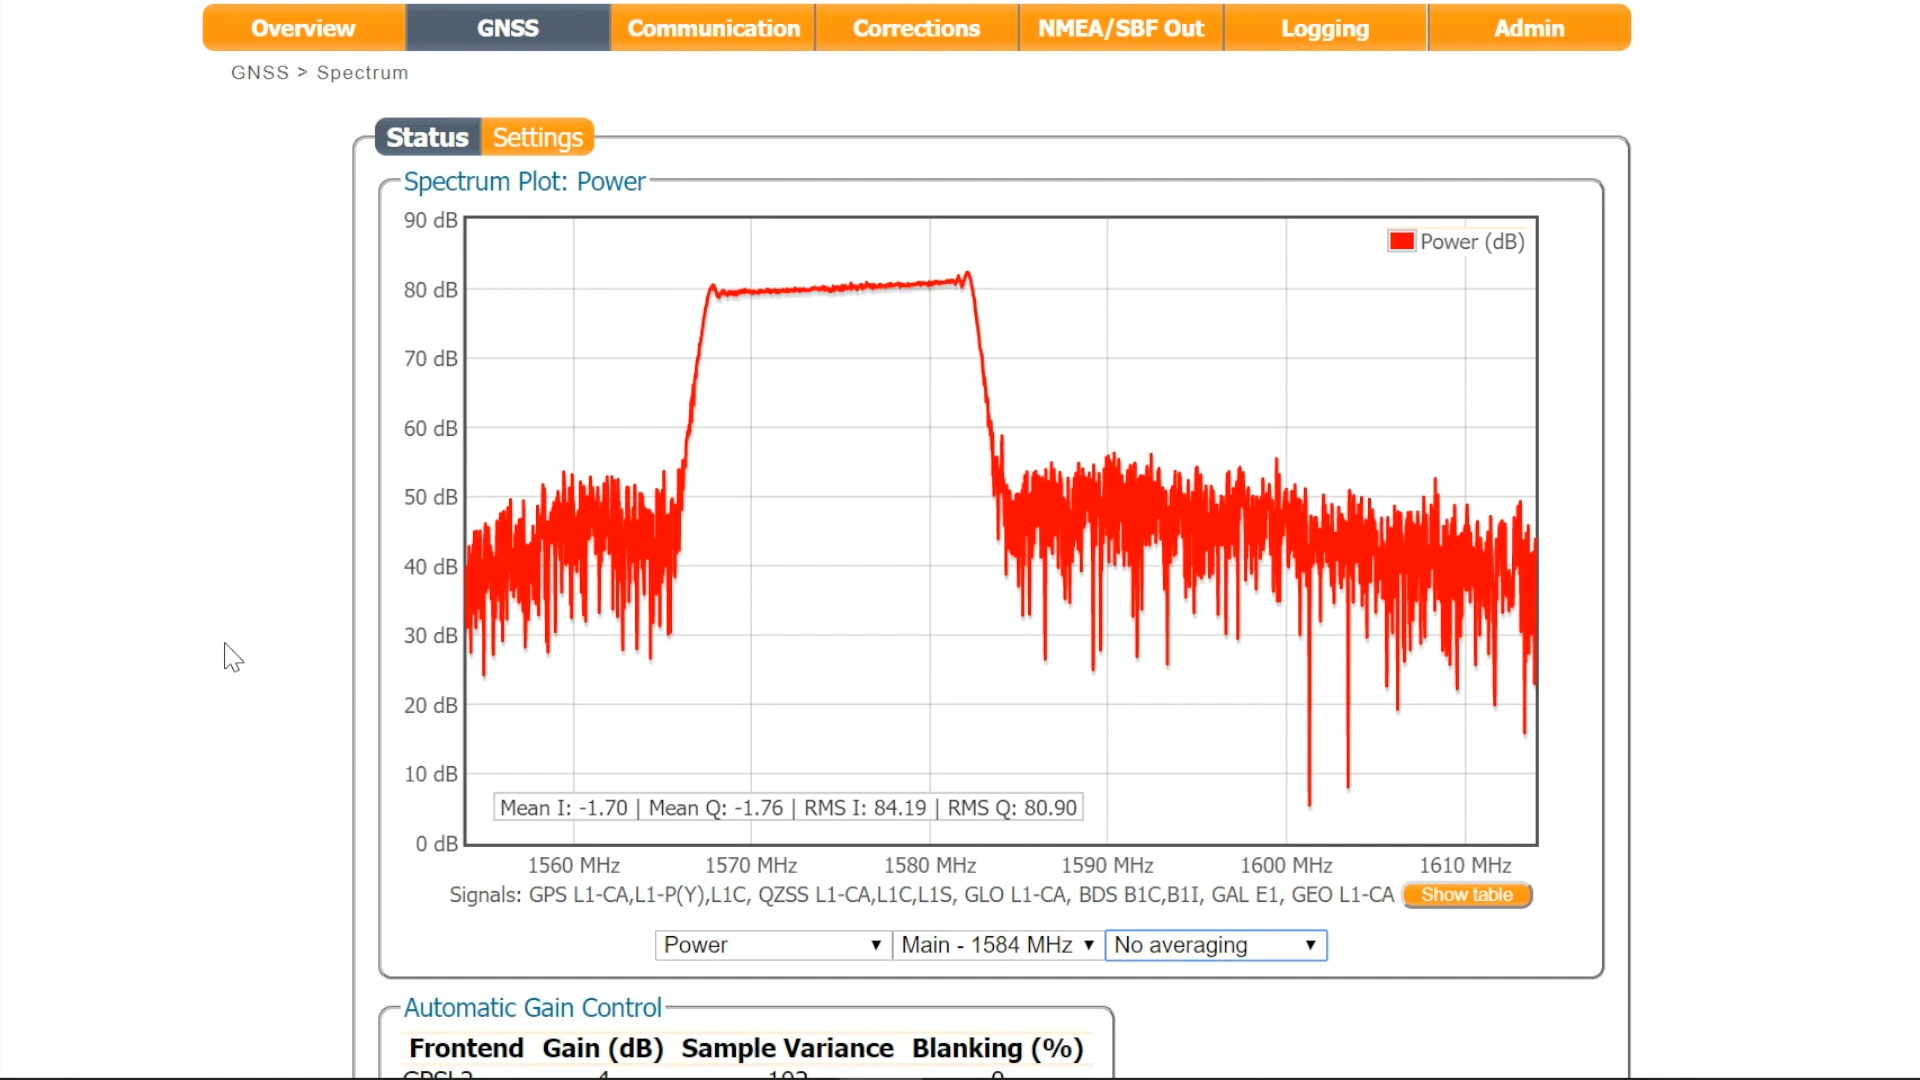 Overview GNSS Communication Corrections NMEA/SBF Out Logging Admin
GNSS > Spectrum
Status Settings
Spectrum Plot: Power
90 dB
Power (dB)
80 dB
70 dB
60 dB
50 dB
40 dB
30 dB
20 dB
10 dB
Mean I: -1.70 | Mean Q: -1.76 | RMS I: 84.19 | RMS Q: 80.90
0 dB
1560 MHz 1570 MHz 1580 MHz 1590 MHz 1600 MHz 1610 MHz
Signals: GPS L1-CA,L1-P(Y),L1C, QZSS L1-CA,L1C,L1S, GLO L1-CA, BDS B1C,B1I, GAL E1, GEO L1-CA Show table
Power Main - 1584 MHz No averaging
Automatic Gain Control
Frontend Gain (dB) Sample Variance Blanking (%)